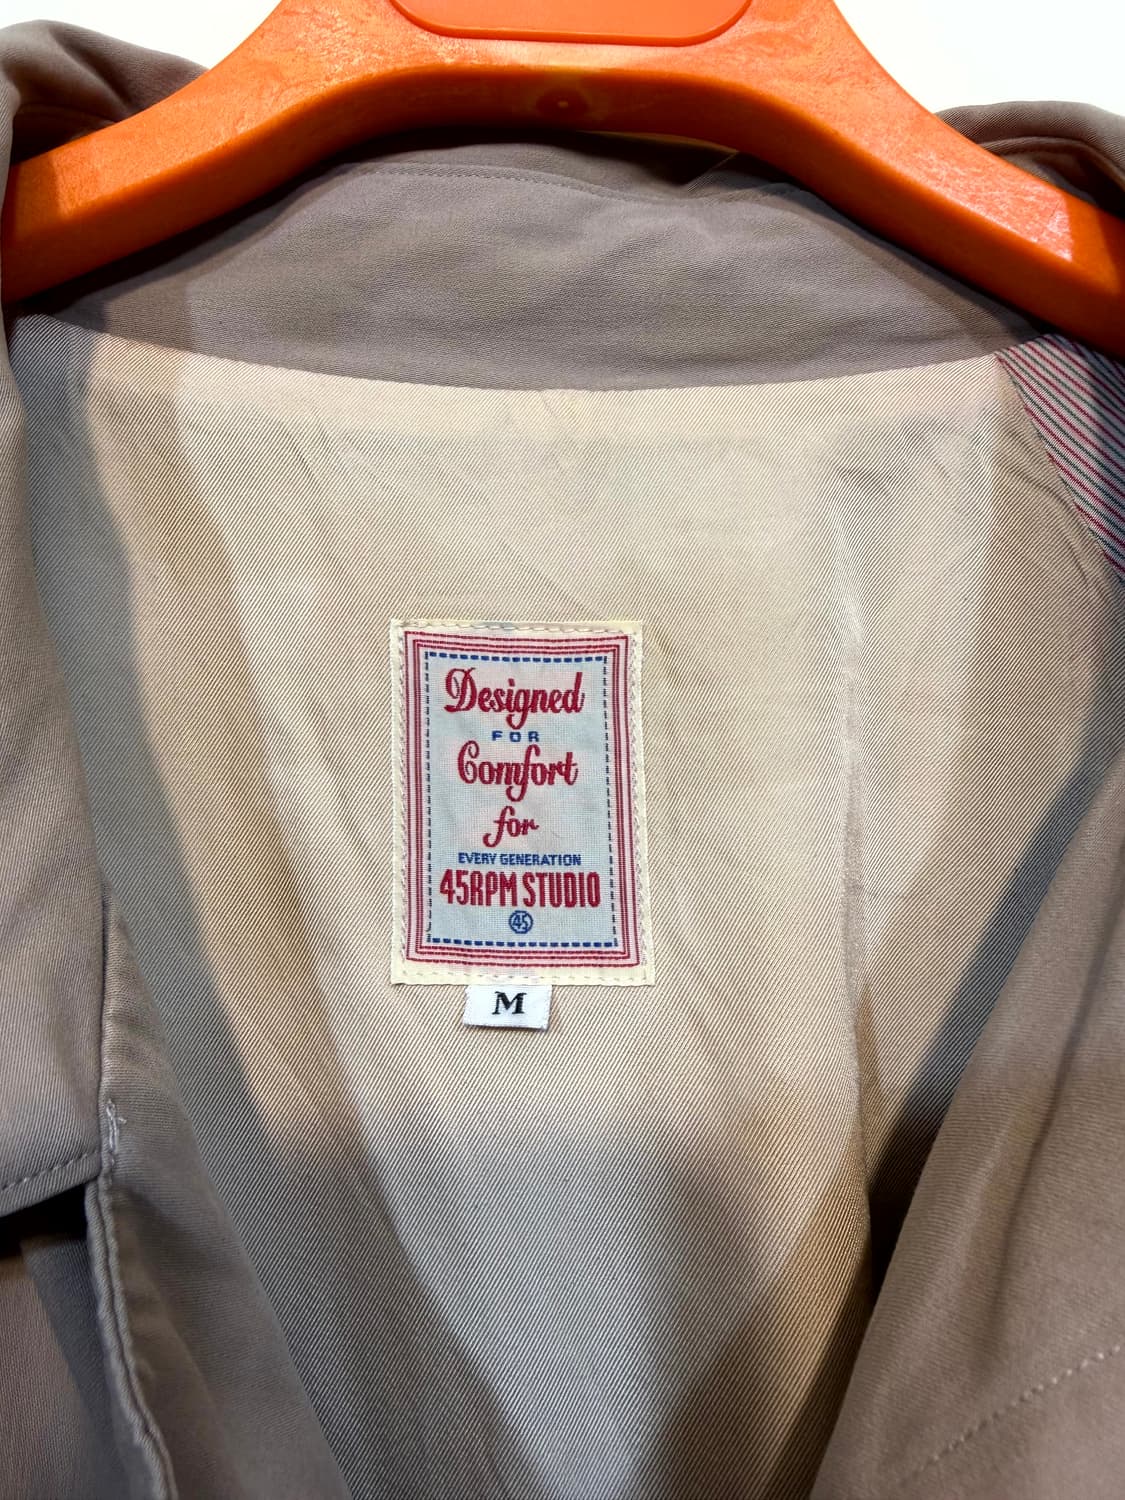 Designed
FOR
Comfort
for
EVERY GENERATION
45RPM STUDIO
45
M